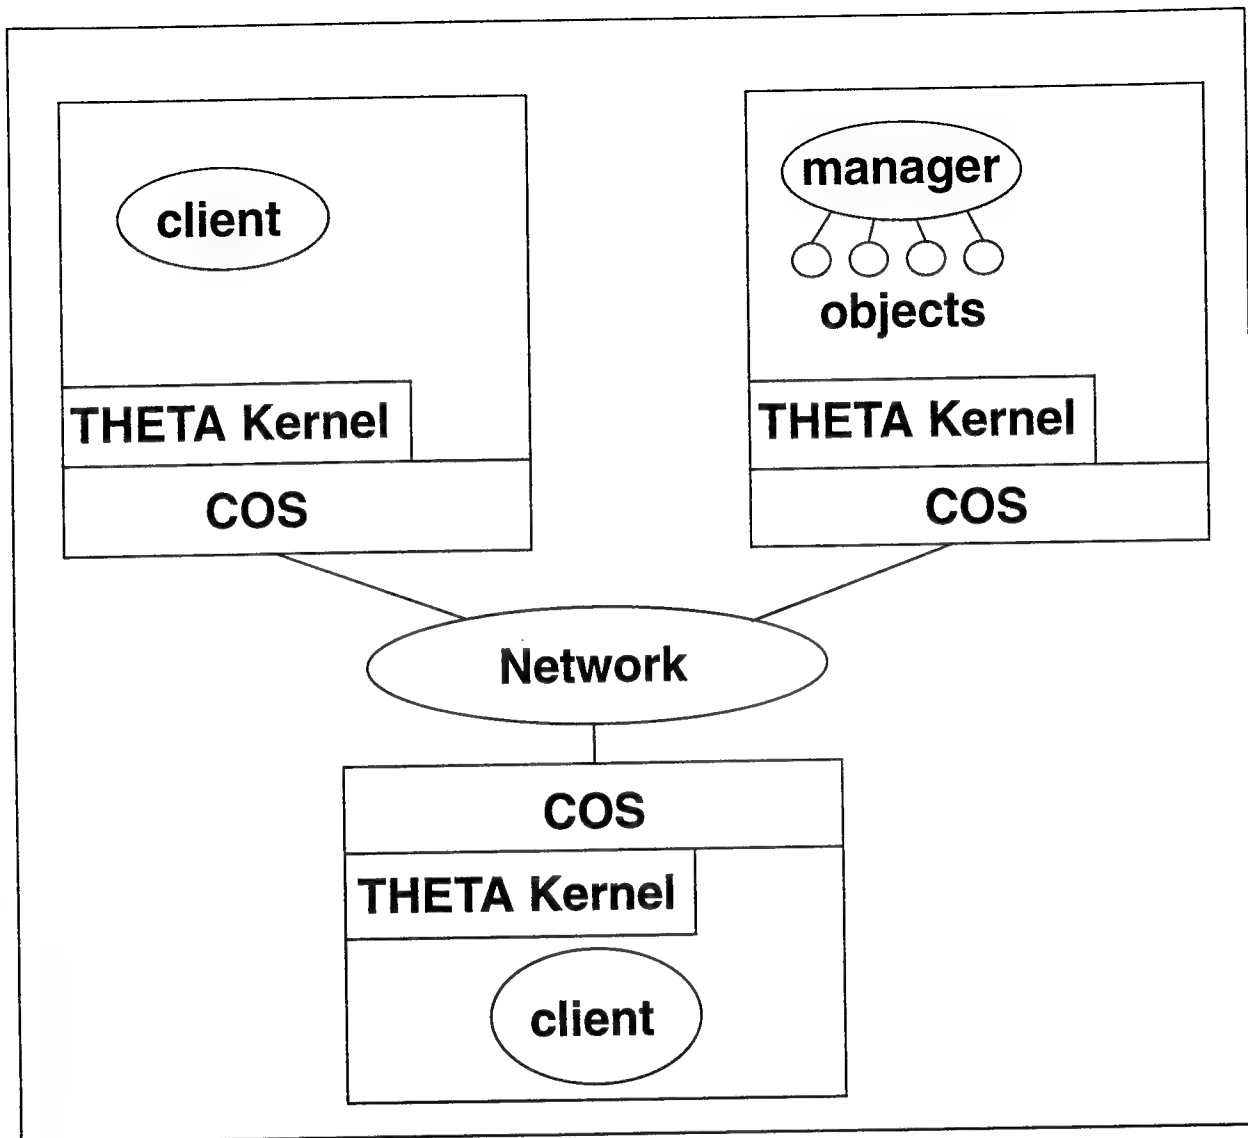 client
manager
objects
THETA Kernel
THETA Kernel
COS
COS
Network
COS
THETA Kernel
client